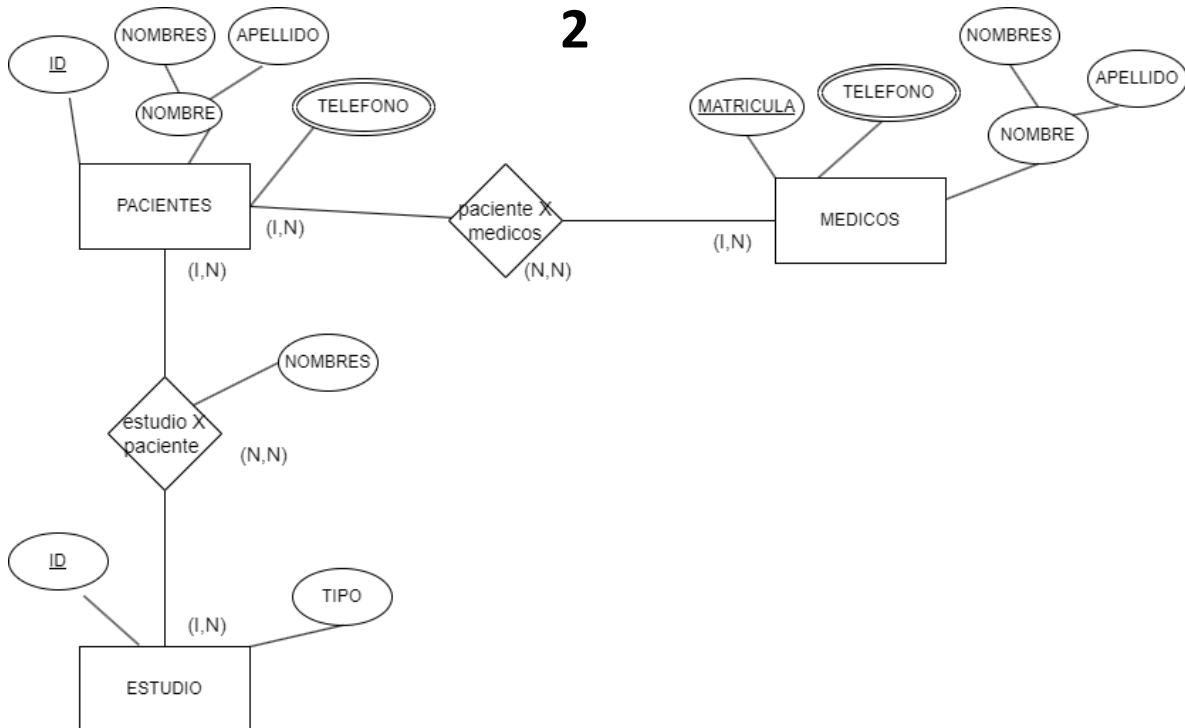 2
NOMBRES
APELLIDO
NOMBRES
ID
APELLIDO
TELEFONO
TELEFONO
MATRICULA
NOMBRE
NOMBRE
PACIENTES
paciente X
medicos
MEDICOS
(I,N)
(I,N)
(I,N)
(N,N)
NOMBRES
estudio X
paciente
(N,N)
ID
TIPO
(I,N)
ESTUDIO